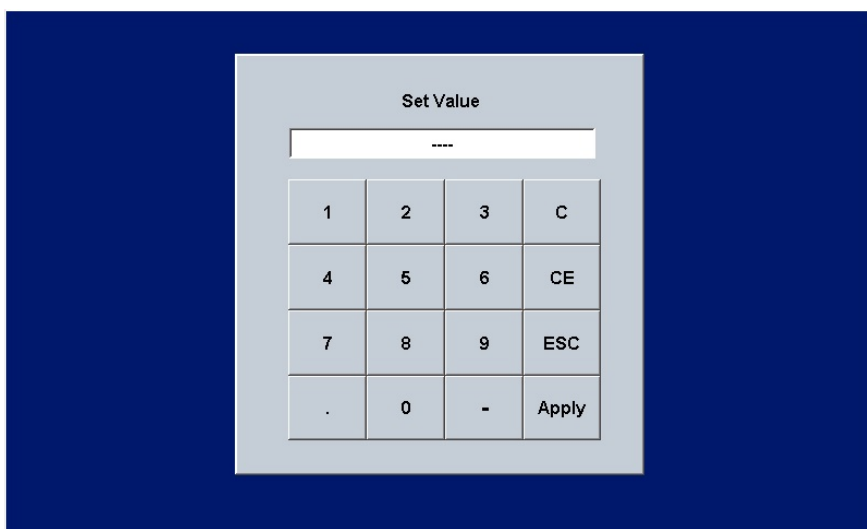 Set Value
----
1 2 3 C
4 5 6 CE
7 8 9 ESC
. 0 - Apply